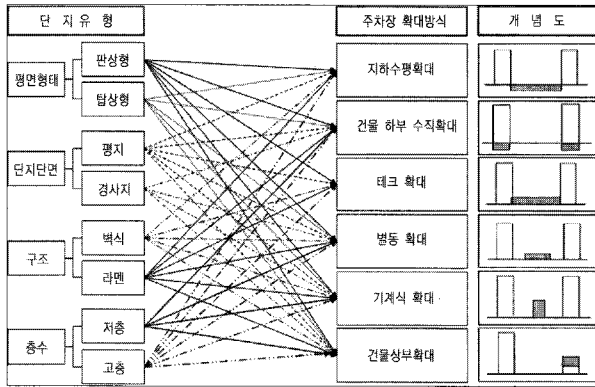 단 지 유 형
주차장 확대방식
개 념 도
평면형태
판상형
탑상형
단지단면
평지
경사지
구조
벽식
라멘
층수
저층
고층
지하수평확대
건물 하부 수직확대
테크 확대
별동 확대
기계식 확대
건물상부확대